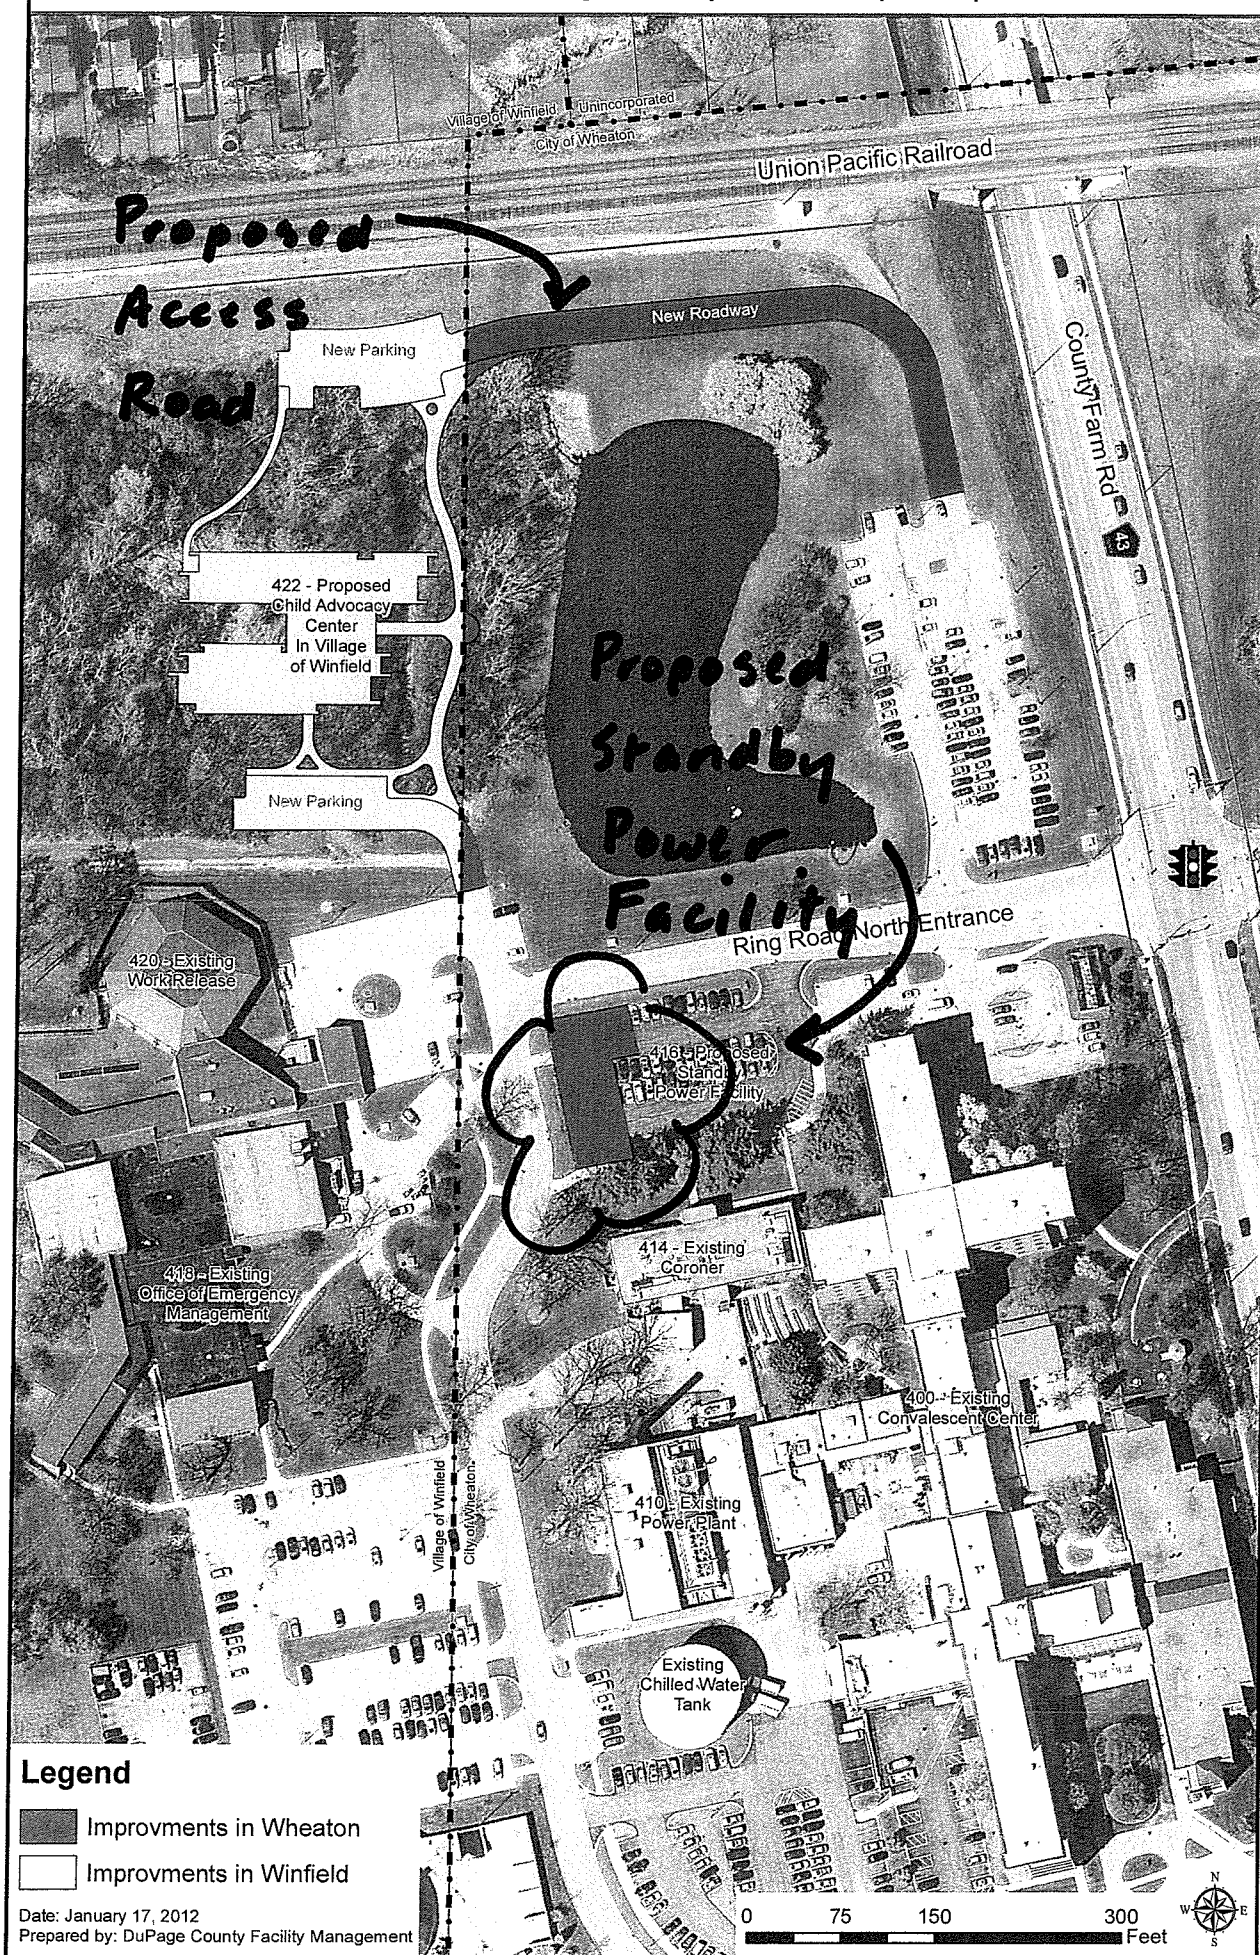 Village of Winfield
Unincorporated
City of Wheaton
Union Pacific Railroad
Proposed
Access
Road
New Roadway
New Parking
County Farm Rd
43
422 - Proposed
Child Advocacy
Center
In Village
of Winfield
Proposed
Standby
Power
Facility
New Parking
Ring Road North Entrance
420 - Existing
Work Release
416 - Proposed
Standby
Power Facility
414 - Existing
Coroner
418 - Existing
Office of Emergency
Management
400 - Existing
Convalescent Center
Village of Winfield
City of Wheaton
410 - Existing
Power Plant
Existing
Chilled Water
Tank
Legend
Improvments in Wheaton
Improvments in Winfield
Date: January 17, 2012
Prepared by: DuPage County Facility Management
0 75 150 300
Feet
N
W E
S